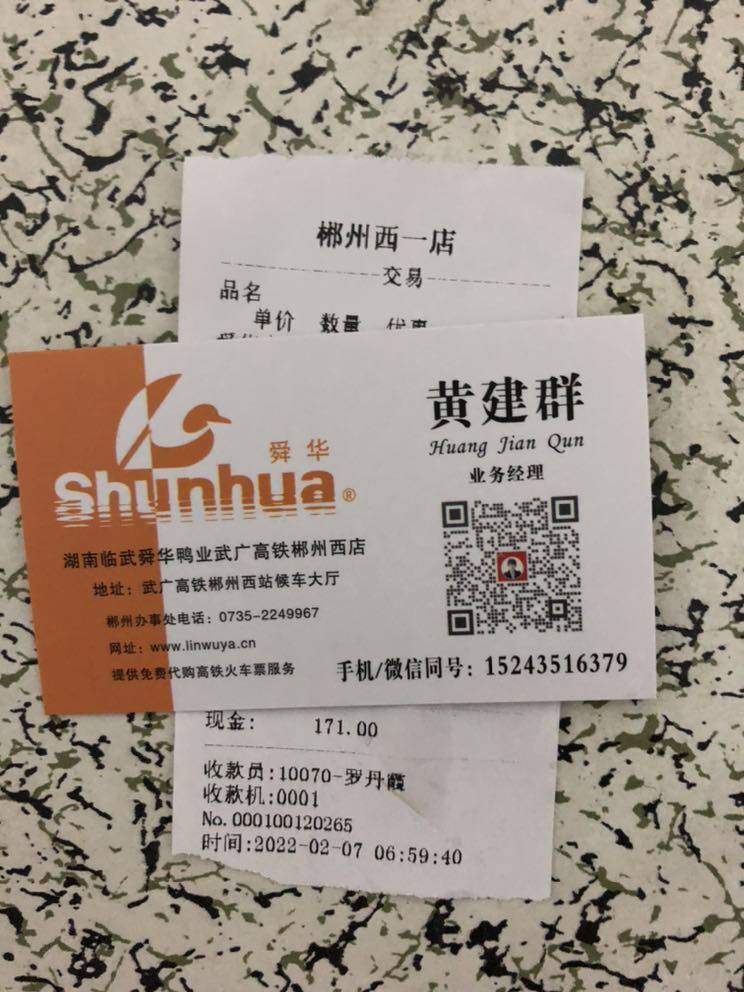 郴州西一店
交易
品名
单价 数量 优惠
舜华
Shunhua®
湖南临武舜华鸭业武广高铁郴州西店
地址：武广高铁郴州西站候车大厅
郴州办事处电话：0735-2249967
网址：www.linwuya.cn
提供免费代购高铁火车票服务
黄建群
Huang Jian Qun
业务经理
手机/微信同号：15243516379
现金： 171.00
收款员:10070-罗丹霞
收款机:0001
No.000100120265
时间:2022-02-07 06:59:40